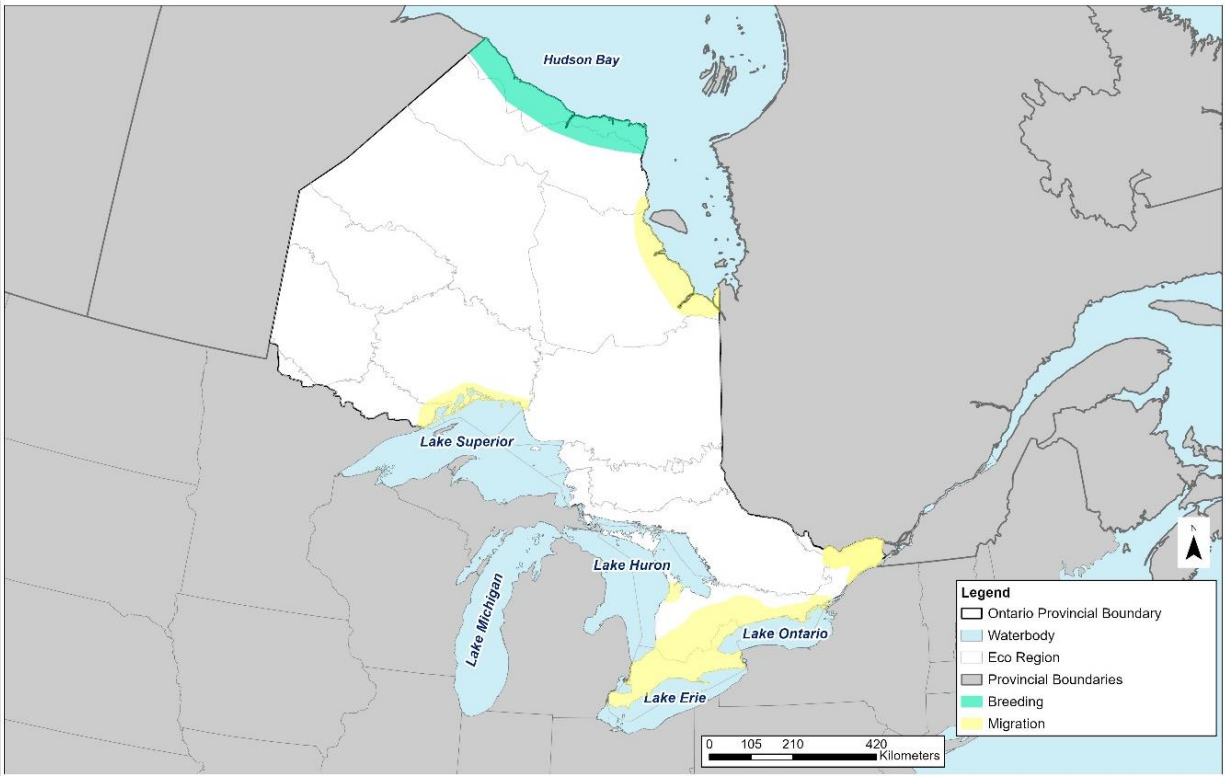 Hudson Bay
Lake Superior
Lake Huron
Lake Michigan
Lake Ontario
Lake Erie
N
Legend
Ontario Provincial Boundary
Waterbody
Eco Region
Provincial Boundaries
Breeding
Migration
0 105 210 420
Kilometers